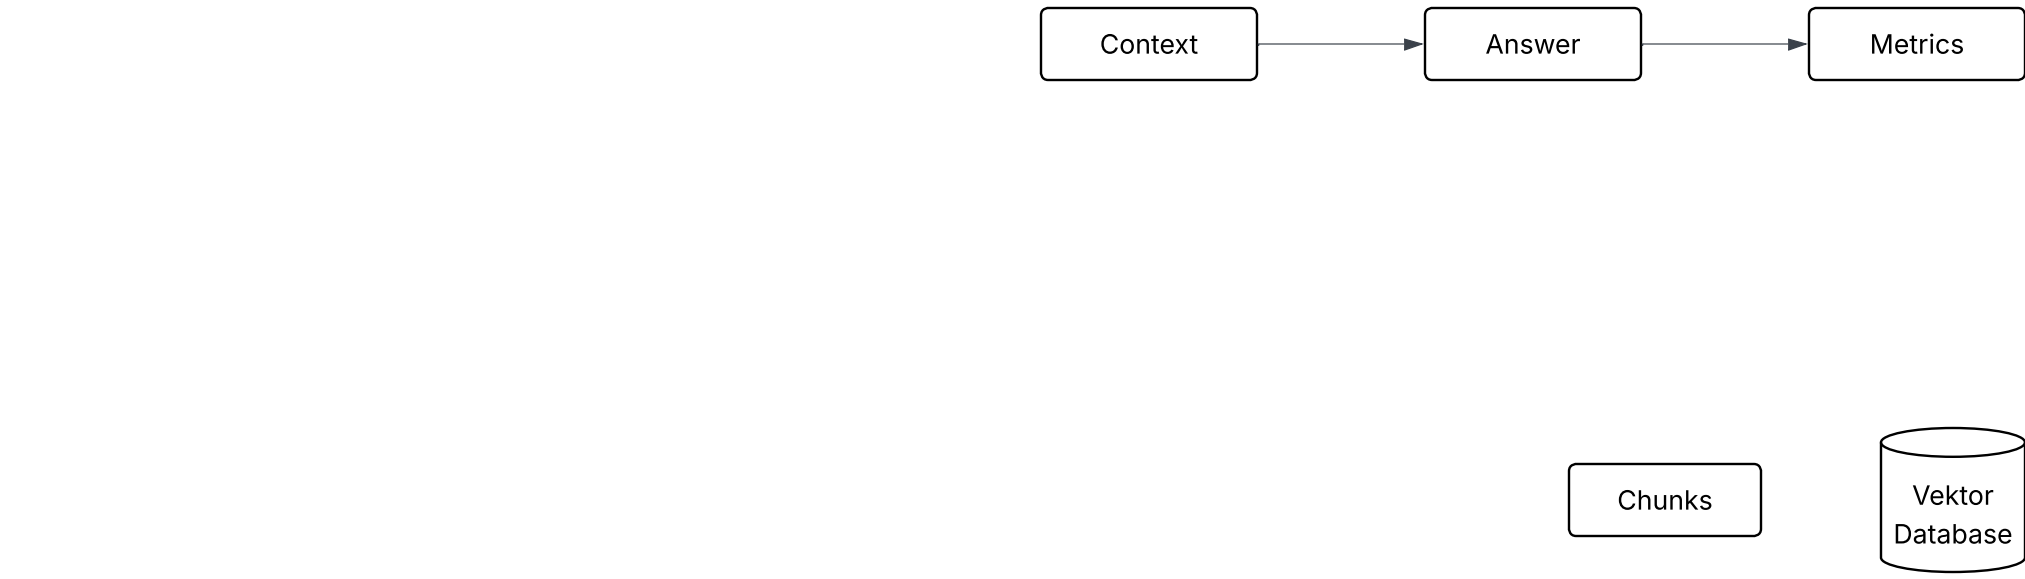 Context
Answer
Metrics
Chunks
Vektor
Database